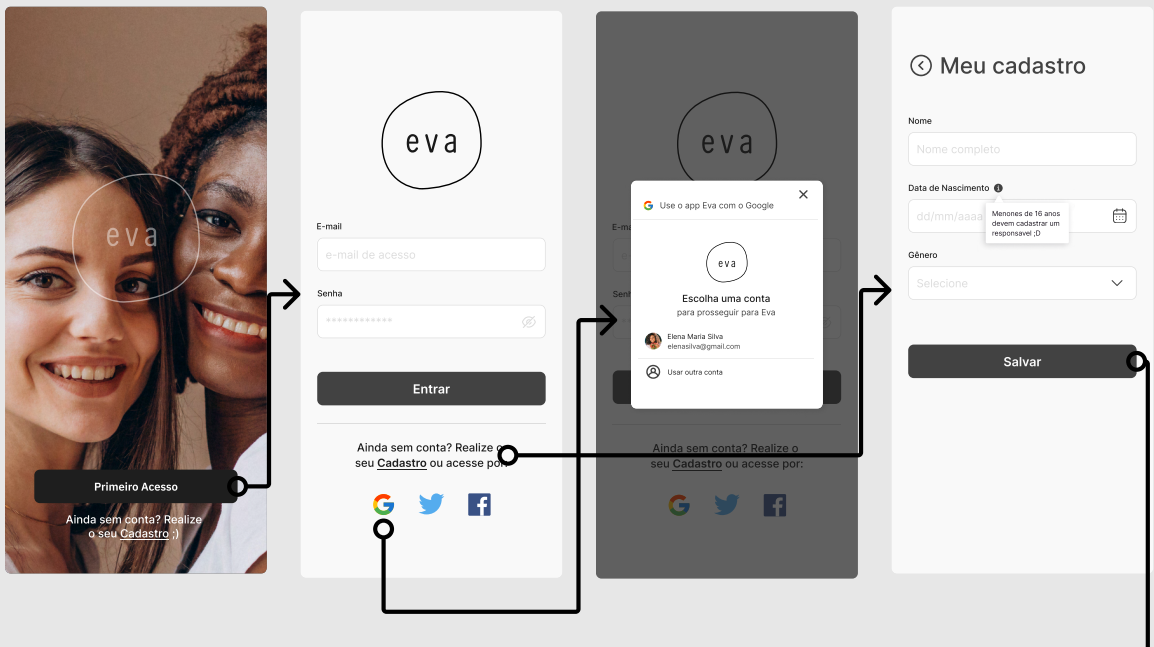 eva
Primeiro Acesso
Ainda sem conta? Realize
o seu Cadastro ;)
eva
E-mail
e-mail de acesso
Senha
************
Entrar
Ainda sem conta? Realize o
seu Cadastro ou acesse por:
eva
Use o app Eva com o Google
eva
Escolha uma conta
para prosseguir para Eva
Elena Maria Silva
elenasilva@gmail.com
Usar outra conta
E-ma
Senh
Ainda sem conta? Realize o
seu Cadastro ou acesse por:
Meu cadastro
Nome
Nome completo
Data de Nascimento
dd/mm/aaaa
Menones de 16 anos
devem cadastrar um
responsavel ;D
Gênero
Selecione
Salvar